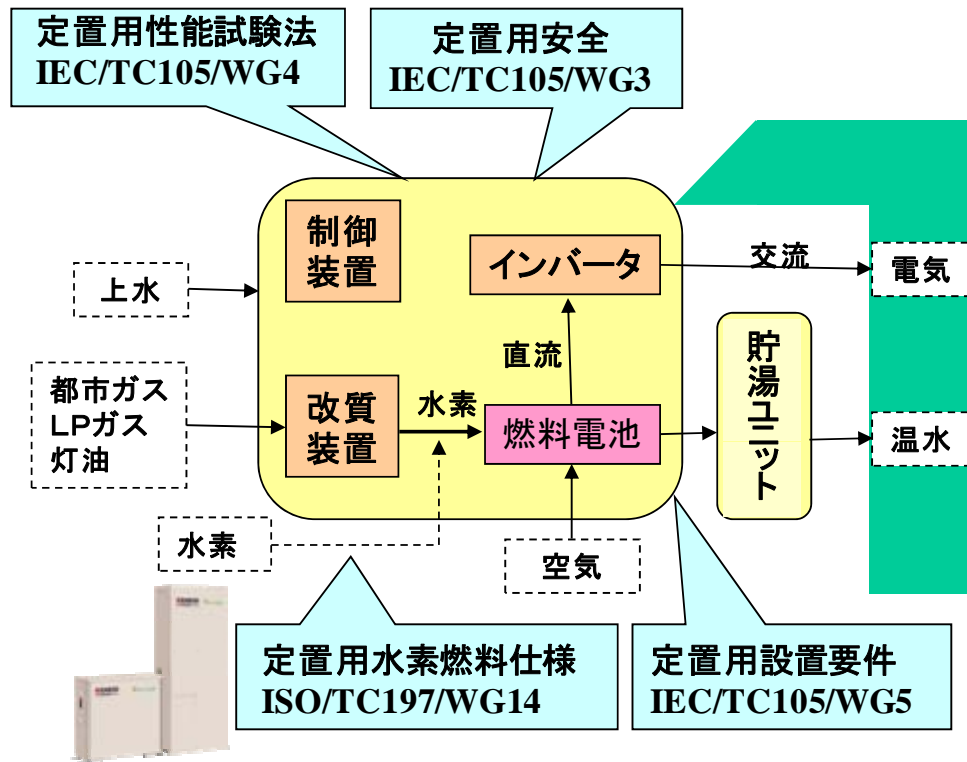 定置用性能試験法
IEC/TC105/WG4
定置用安全
IEC/TC105/WG3
制御
装置
インバータ
交流
電気
上水
直流
貯湯ユニット
都市ガス
LPガス
灯油
改質
装置
水素
燃料電池
温水
水素
空気
定置用水素燃料仕様
ISO/TC197/WG14
定置用設置要件
IEC/TC105/WG5